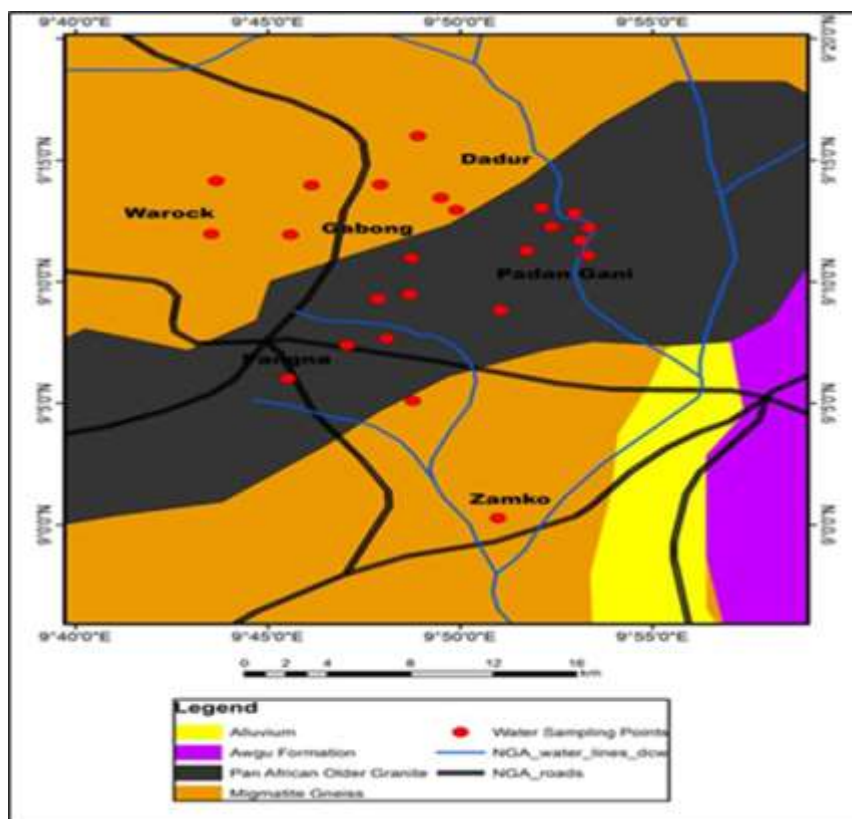 9°40'0"E 9°45'0"E 9°50'0"E 9°55'0"E
9°20'0"N 9°20'0"N
9°15'0"N 9°15'0"N
Dadur
Warock
Gabong
9°10'0"N 9°10'0"N
Padan Gani
9°5'0"N 9°5'0"N
Zamko
9°0'0"N 9°0'0"N
9°40'0"E 9°45'0"E 9°50'0"E 9°55'0"E
0 2 4 8 12 16
km
Legend
Alluvium
Awgu Formation
Pan African Older Granite
Migmatite Gneiss
Water Sampling Points
NGA_water_lines_dcw
NGA_roads